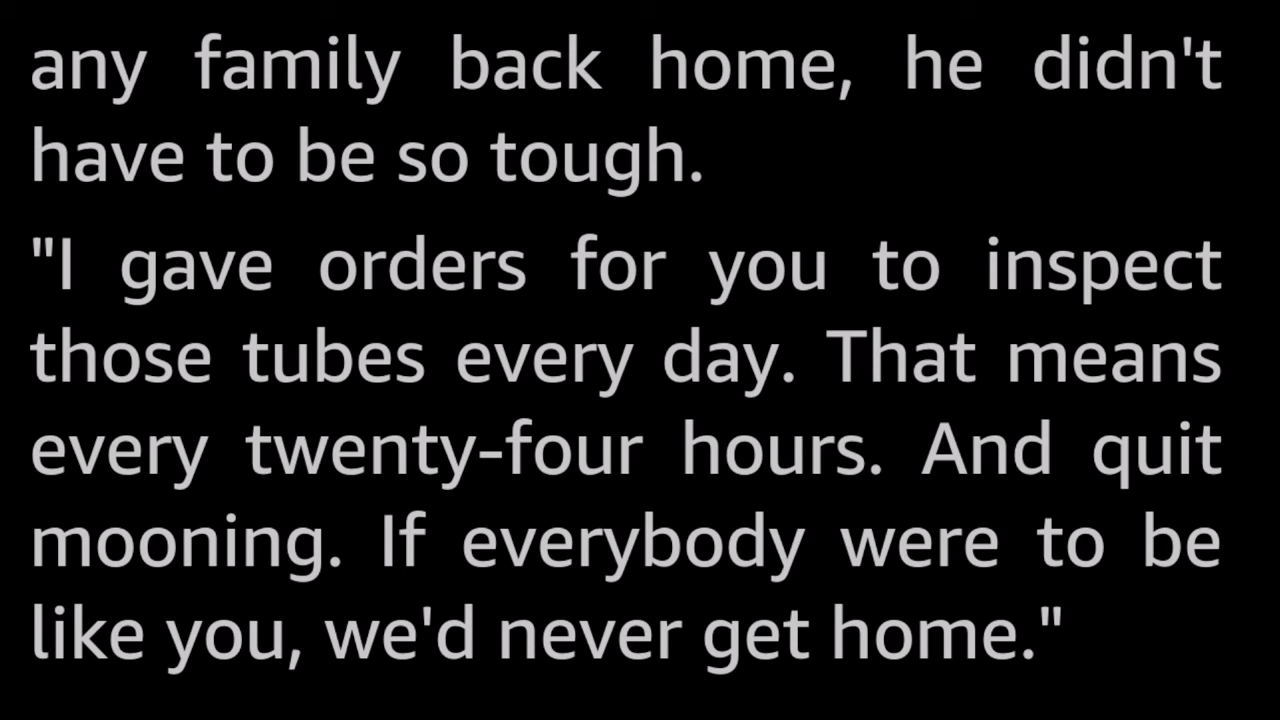 any family back home, he didn't
have to be so tough.
"I gave orders for you to inspect
those tubes every day. That means
every twenty-four hours. And quit
mooning. If everybody were to be
like you, we'd never get home."